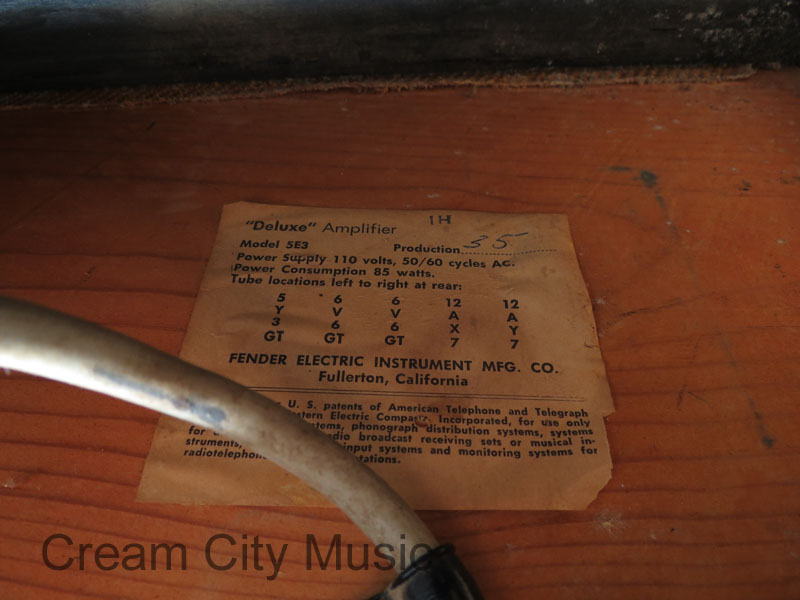 1H
"Deluxe" Amplifier
Model 5E3 Production 35
Power Supply 110 volts, 50/60 cycles AC.
Power Consumption 85 watts.
Tube locations left to right at rear:
5 6 6 12 12
Y V V A A
3 6 6 X Y
GT GT GT 7 7
FENDER ELECTRIC INSTRUMENT MFG. CO.
Fullerton, California
U. S. patents of American Telephone and Telegraph
Electric Company, Incorporated, for use only
for systems, phonograph distribution systems, systems
broadcast receiving sets or musical in-
struments, input systems and monitoring systems for
Cream City Music